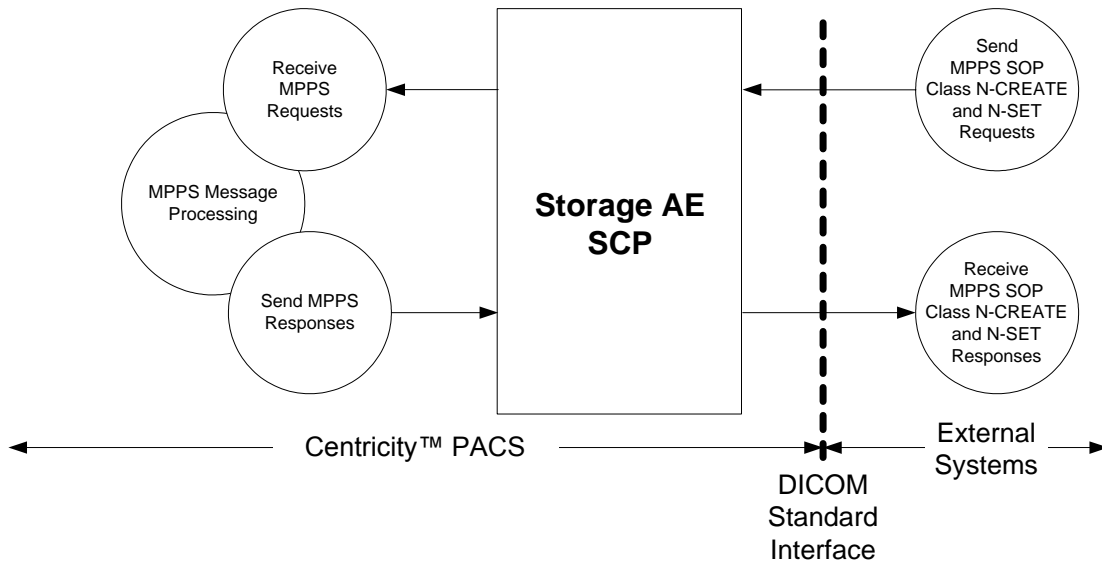 Receive
MPPS
Requests
MPPS Message
Processing
Send MPPS
Responses
Storage AE
SCP
Send
MPPS SOP
Class N-CREATE
and N-SET
Requests
Receive
MPPS SOP
Class N-CREATE
and N-SET
Responses
Centricity™ PACS
DICOM
Standard
Interface
External
Systems